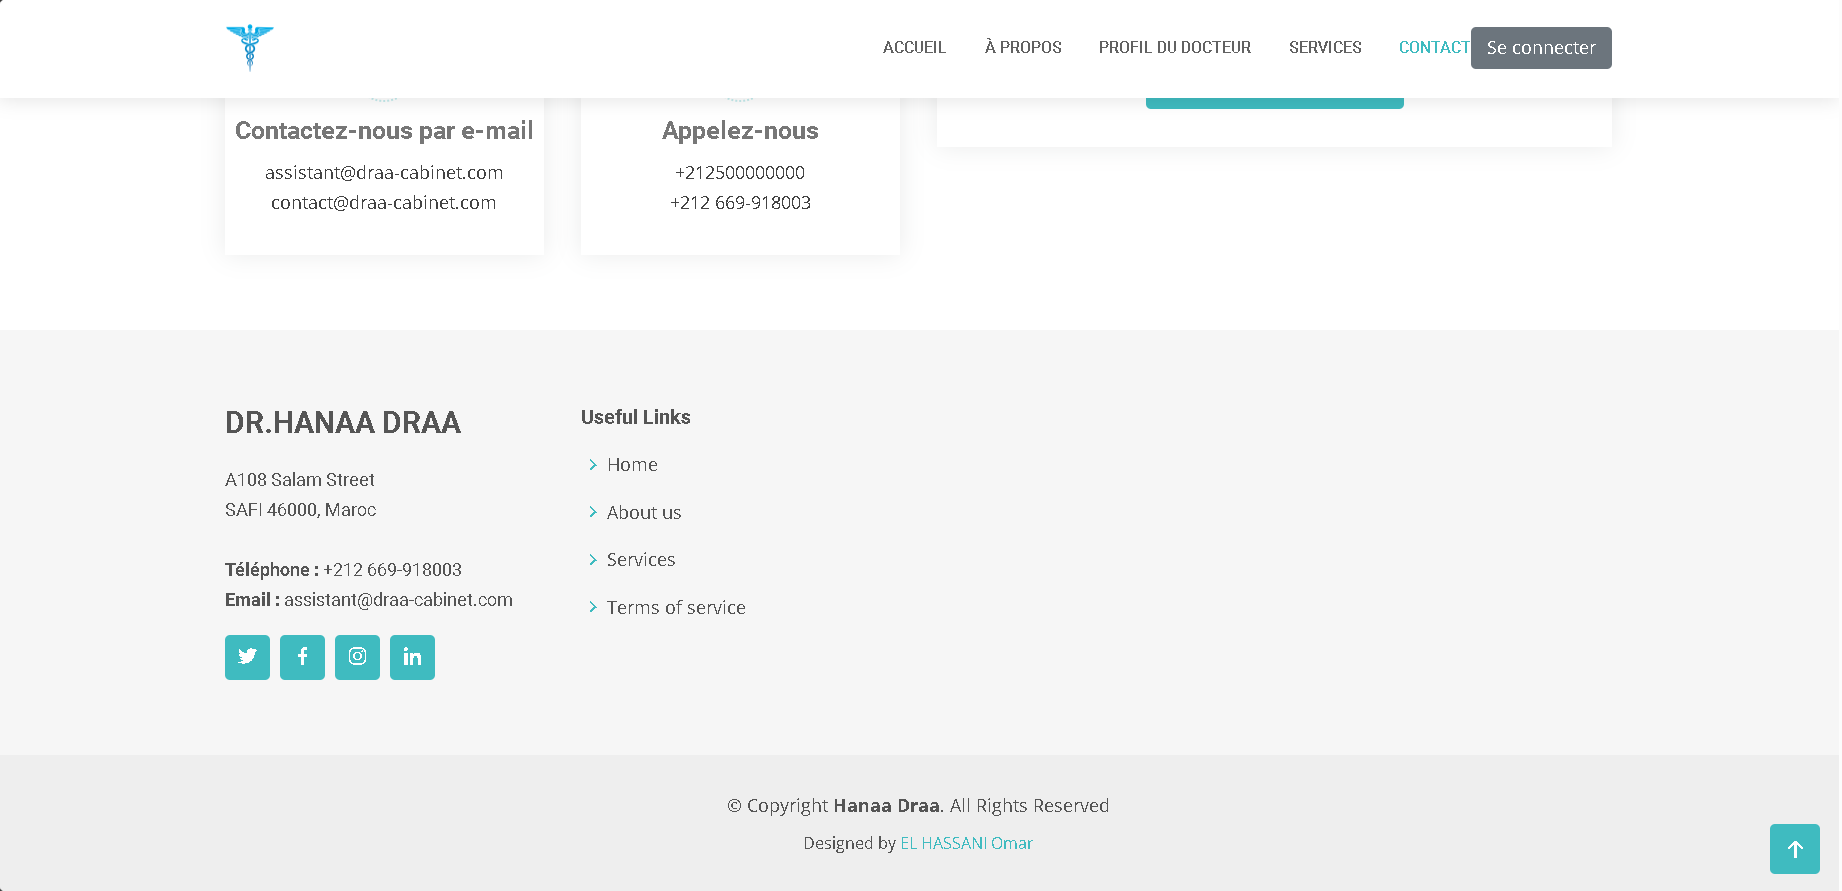 ACCUEIL
À PROPOS
PROFIL DU DOCTEUR
SERVICES
CONTACT
Se connecter
Contactez-nous par e-mail
assistant@draa-cabinet.com
contact@draa-cabinet.com
Appelez-nous
+212500000000
+212 669-918003
DR.HANAA DRAA
A108 Salam Street
SAFI 46000, Maroc
Téléphone : +212 669-918003
Email : assistant@draa-cabinet.com
Useful Links
Home
About us
Services
Terms of service
© Copyright Hanaa Draa. All Rights Reserved
Designed by EL HASSANI Omar